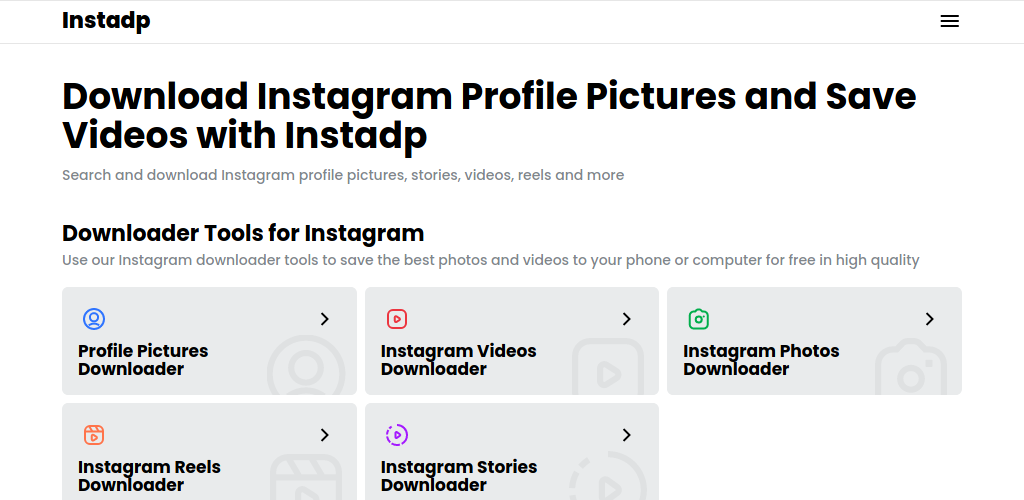 Instadp
Download Instagram Profile Pictures and Save
Videos with Instadp
Search and download Instagram profile pictures, stories, videos, reels and more
Downloader Tools for Instagram
Use our Instagram downloader tools to save the best photos and videos to your phone or computer for free in high quality
Profile Pictures
Downloader
Instagram Videos
Downloader
Instagram Photos
Downloader
Instagram Reels
Downloader
Instagram Stories
Downloader